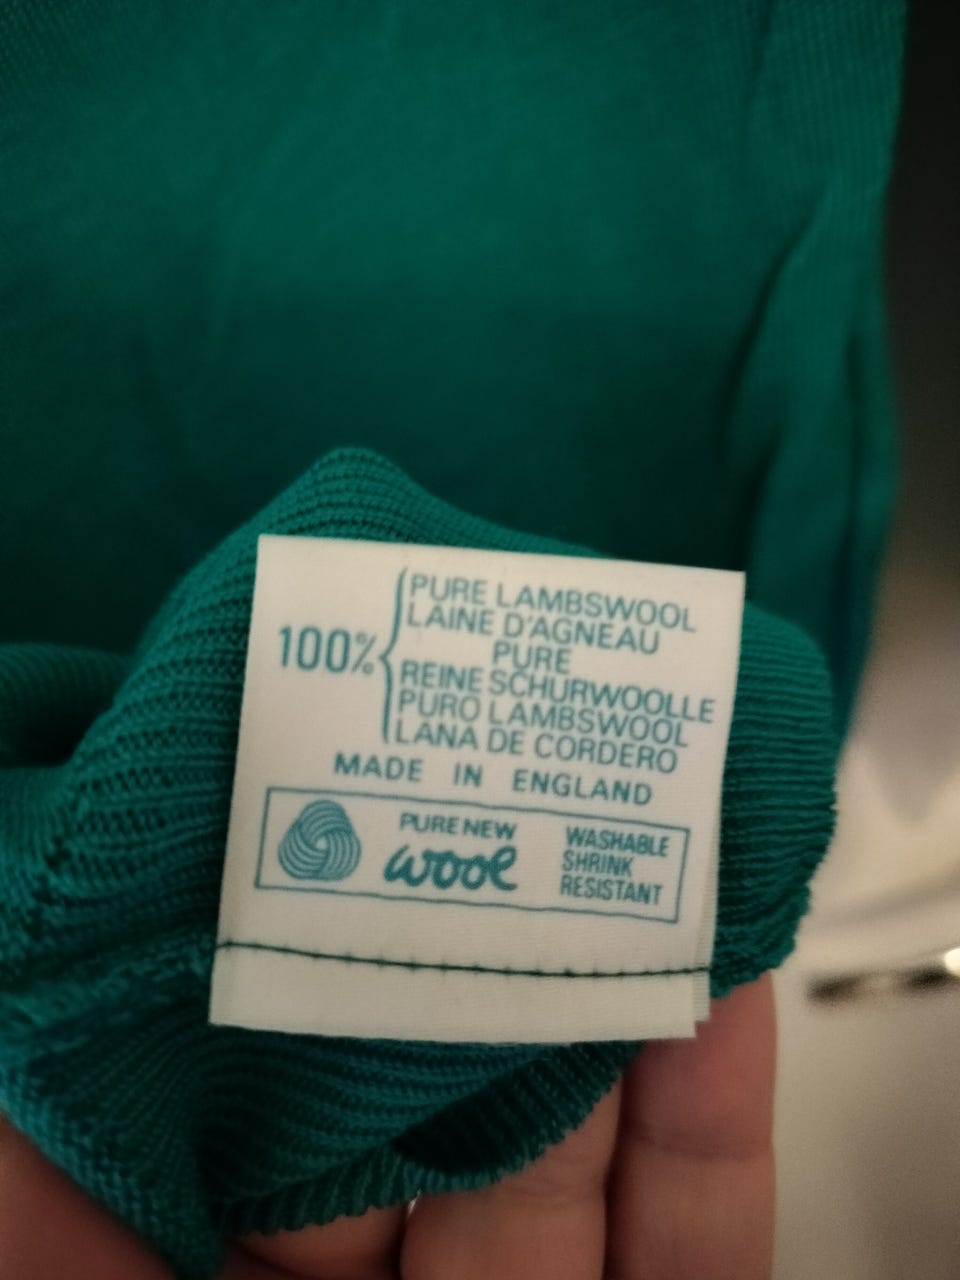 100%
PURE LAMBSWOOL
LAINE D'AGNEAU
PURE
REINE SCHURWOOLLE
PURO LAMBSWOOL
LANA DE CORDERO
MADE IN ENGLAND
PURE NEW
wool
WASHABLE
SHRINK
RESISTANT